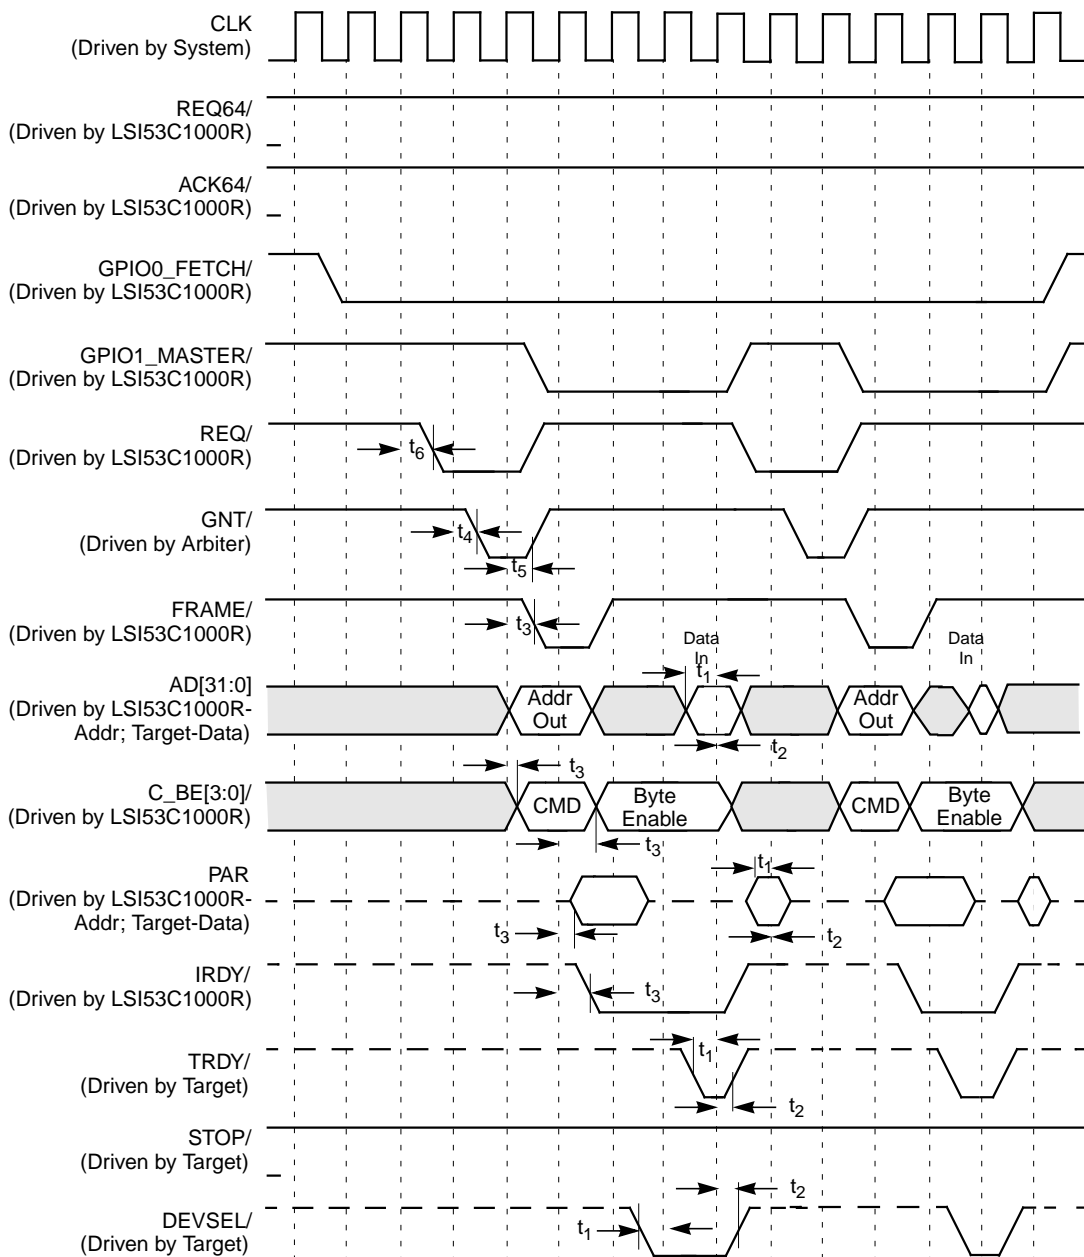 CLK
(Driven by System)
REQ64/
(Driven by LSI53C1000R)
ACK64/
(Driven by LSI53C1000R)
GPIO0_FETCH/
(Driven by LSI53C1000R)
GPIO1_MASTER/
(Driven by LSI53C1000R)
REQ/
(Driven by LSI53C1000R)
t6
GNT/
(Driven by Arbiter)
t4
t5
FRAME/
(Driven by LSI53C1000R)
t3
Data
In
Data
In
AD[31:0]
(Driven by LSI53C1000R-
Addr; Target-Data)
t1
Addr
Out
Addr
Out
t2
C_BE[3:0]/
(Driven by LSI53C1000R)
t3
CMD
Byte
Enable
CMD
Byte
Enable
t3
PAR
(Driven by LSI53C1000R-
Addr; Target-Data)
t1
t3
t2
IRDY/
(Driven by LSI53C1000R)
t3
TRDY/
(Driven by Target)
t1
t2
STOP/
(Driven by Target)
t2
DEVSEL/
(Driven by Target)
t1